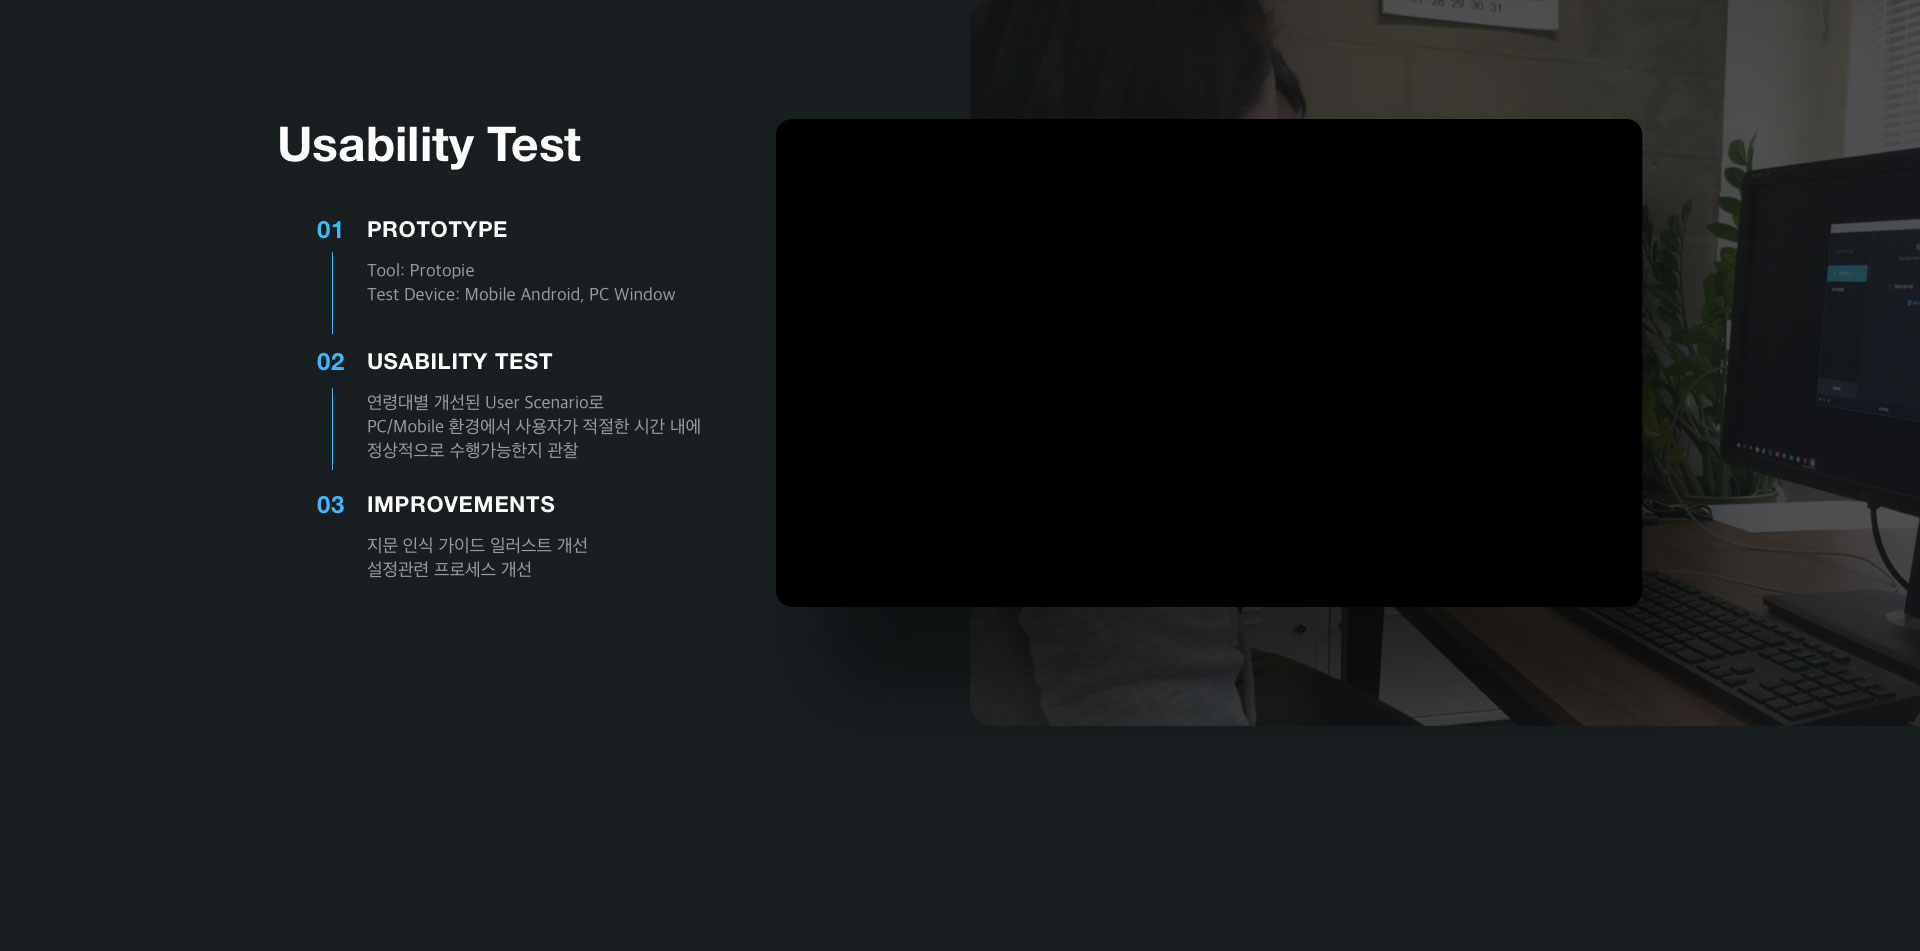 28 29 30 31
Usability Test
01 PROTOTYPE
Tool: Protopie
Test Device: Mobile Android, PC Window
02 USABILITY TEST
연령대별 개선된 User Scenario로
PC/Mobile 환경에서 사용자가 적절한 시간 내에
정상적으로 수행가능한지 관찰
03 IMPROVEMENTS
지문 인식 가이드 일러스트 개선
설정관련 프로세스 개선